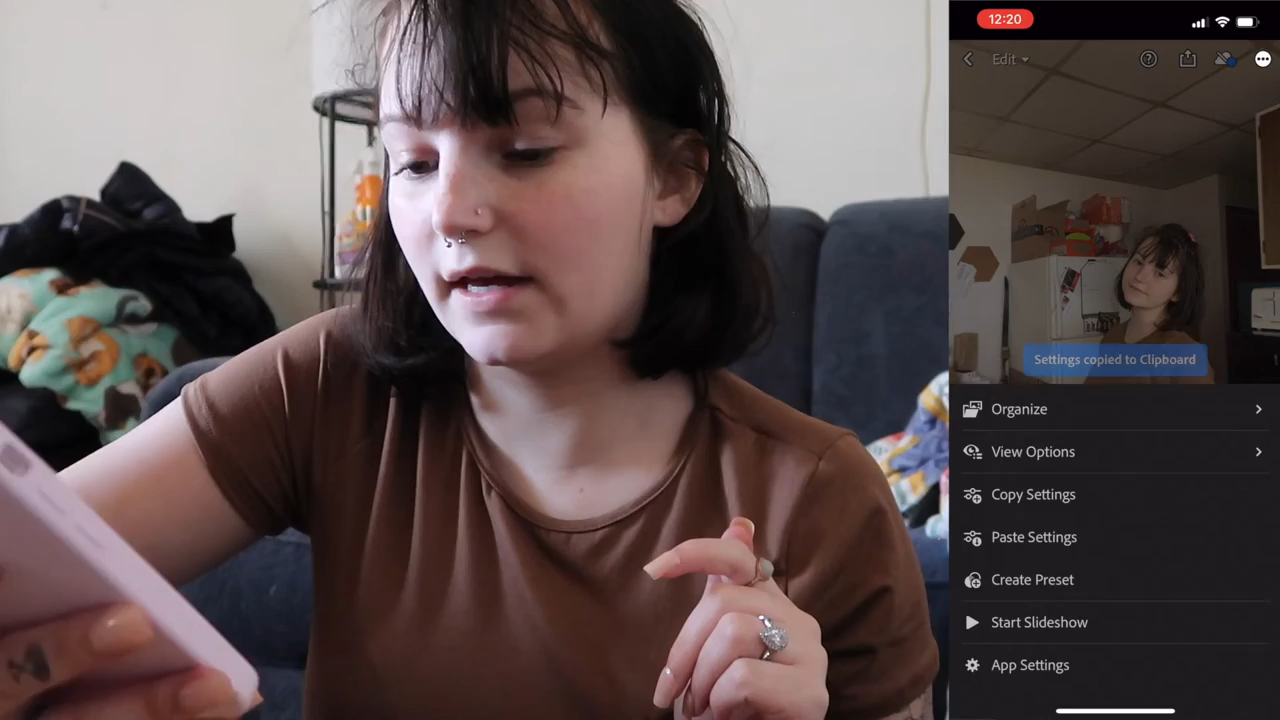 12:20
Edit
Settings copied to Clipboard
Organize
View Options
Copy Settings
Paste Settings
Create Preset
Start Slideshow
App Settings